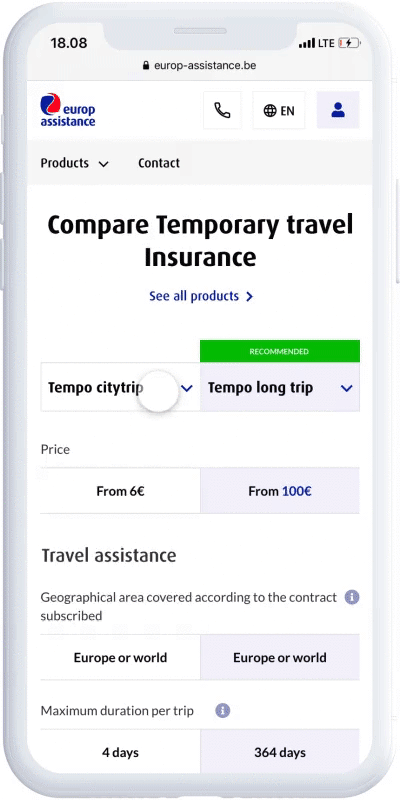 18.08
LTE
europ-assistance.be
europ
assistance
EN
Products
Contact
Compare Temporary travel
Insurance
See all products
RECOMMENDED
Tempo citytrip
Tempo long trip
Price
From 6€
From 100€
Travel assistance
Geographical area covered according to the contract
subscribed
Europe or world
Europe or world
Maximum duration per trip
4 days
364 days